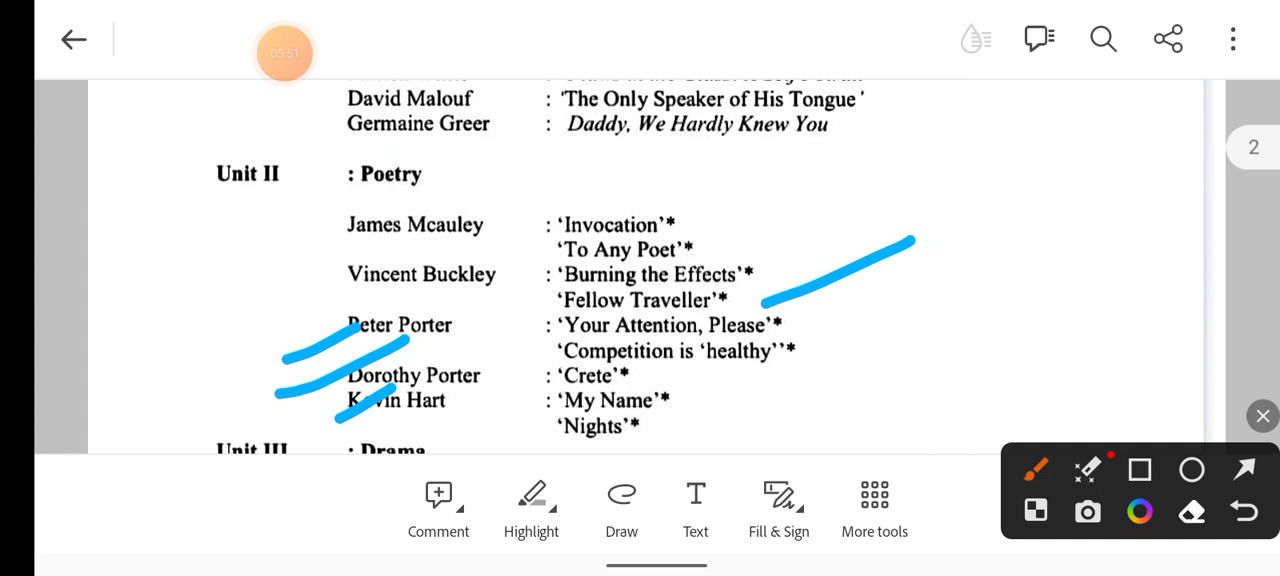 05:51
David Malouf : 'The Only Speaker of His Tongue '
Germaine Greer : Daddy, We Hardly Knew You
2
Unit II : Poetry
James Mcauley : 'Invocation'*
'To Any Poet'*
Vincent Buckley : 'Burning the Effects'*
'Fellow Traveller'*
Peter Porter : 'Your Attention, Please'*
'Competition is 'healthy''*
Dorothy Porter : 'Crete'*
Kevin Hart : 'My Name'*
'Nights'*
Unit III : Drama
Comment Highlight Draw Text Fill & Sign More tools